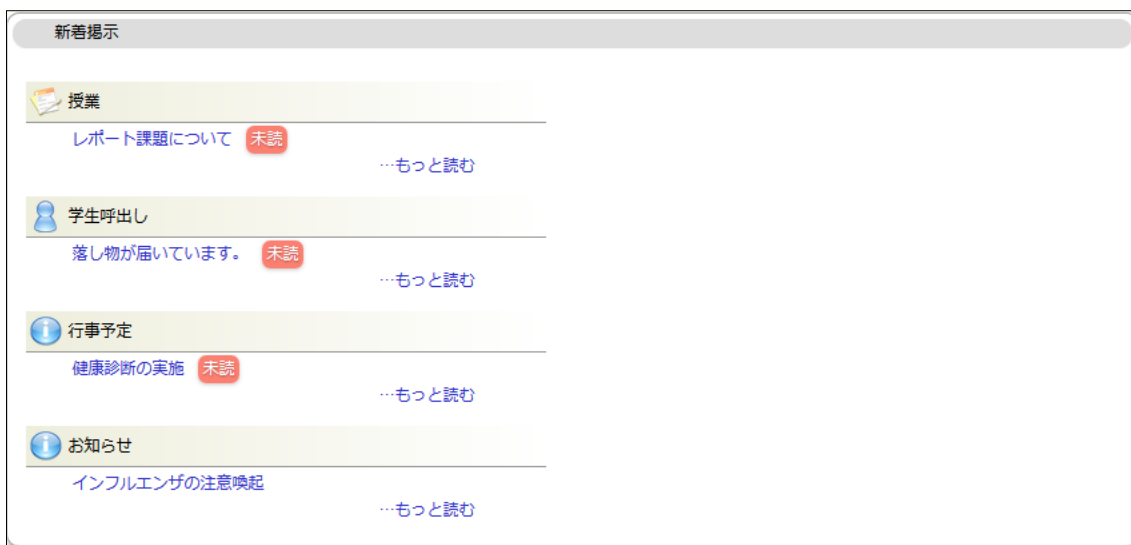 新着掲示
授業
レポート課題について 未読
…もっと読む
学生呼出し
落し物が届いています。 未読
…もっと読む
行事予定
健康診断の実施 未読
…もっと読む
お知らせ
インフルエンザの注意喚起
…もっと読む